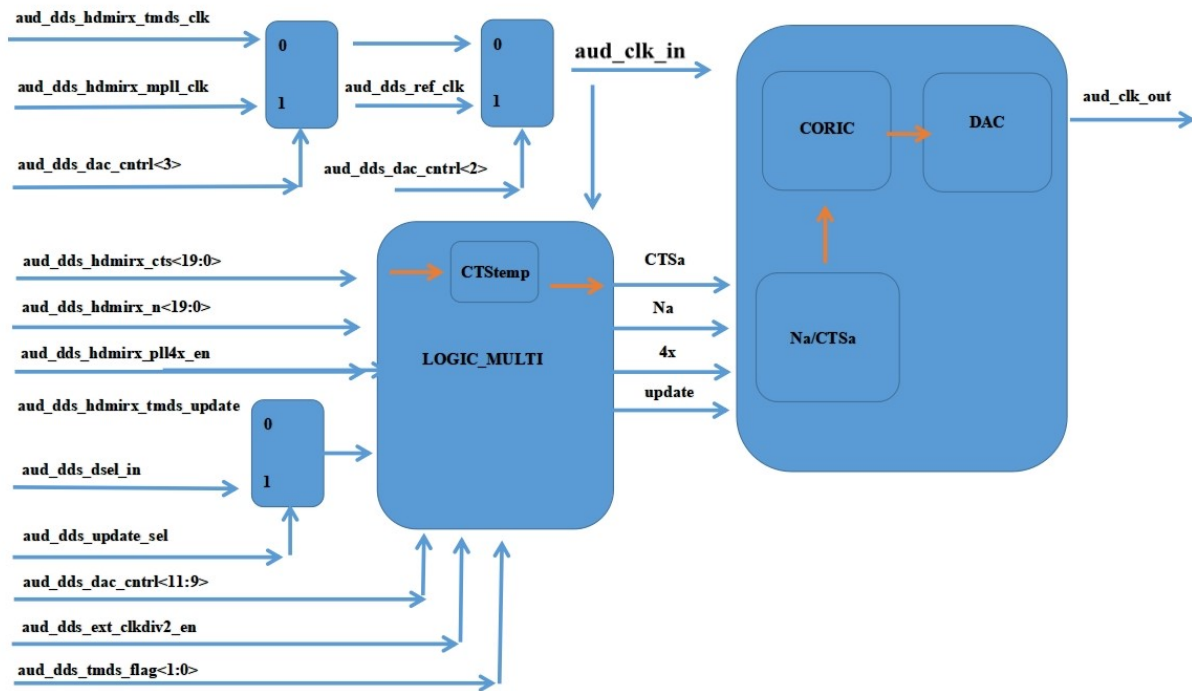 aud_dds_hdmirx_tmds_clk
0
0
aud_clk_in
aud_dds_hdmirx_mpll_clk
1
aud_dds_ref_clk
1
aud_clk_out
CORIC
DAC
aud_dds_dac_cntrl<3>
aud_dds_dac_cntrl<2>
aud_dds_hdmirx_cts<19:0>
CTStemp
CTSa
aud_dds_hdmirx_n<19:0>
Na
Na/CTSa
aud_dds_hdmirx_pll4x_en
LOGIC_MULTI
4x
update
aud_dds_hdmirx_tmds_update
0
aud_dds_dsel_in
1
aud_dds_update_sel
aud_dds_dac_cntrl<11:9>
aud_dds_ext_clkdiv2_en
aud_dds_tmds_flag<1:0>